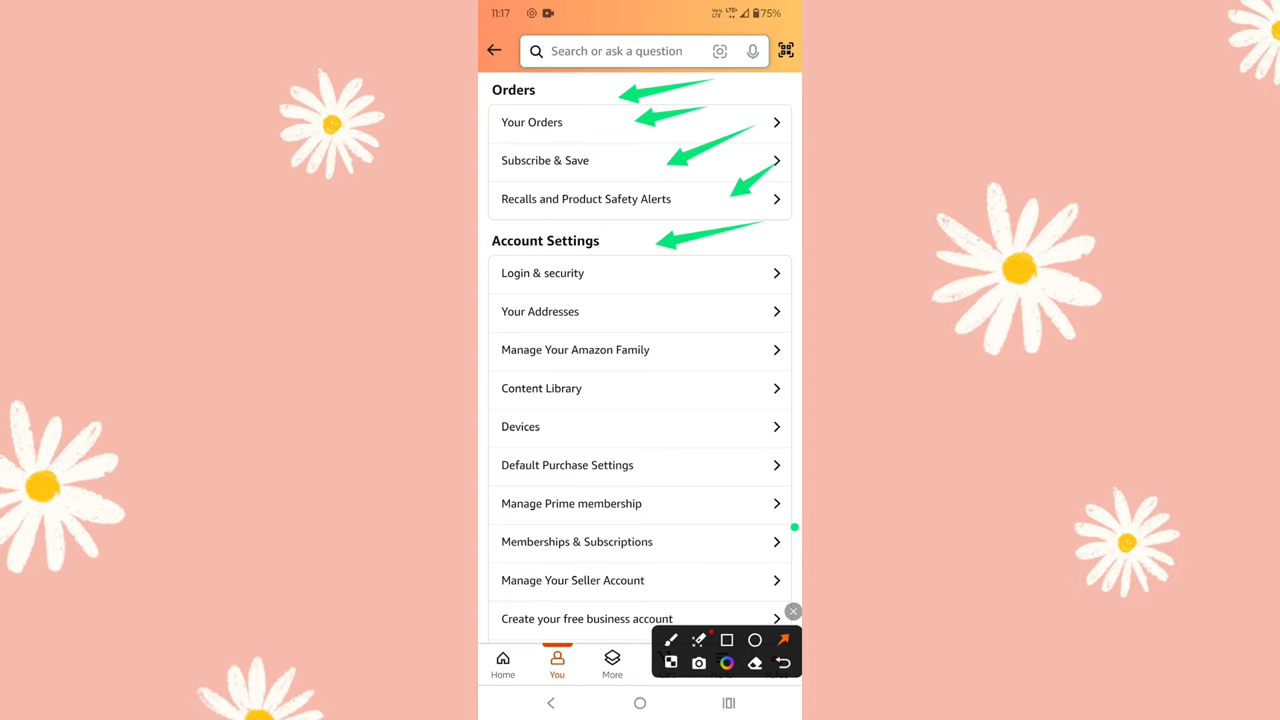 11:17
75%
Search or ask a question
Orders
Your Orders
Subscribe & Save
Recalls and Product Safety Alerts
Account Settings
Login & security
Your Addresses
Manage Your Amazon Family
Content Library
Devices
Default Purchase Settings
Manage Prime membership
Memberships & Subscriptions
Manage Your Seller Account
Create your free business account
Home
You
More